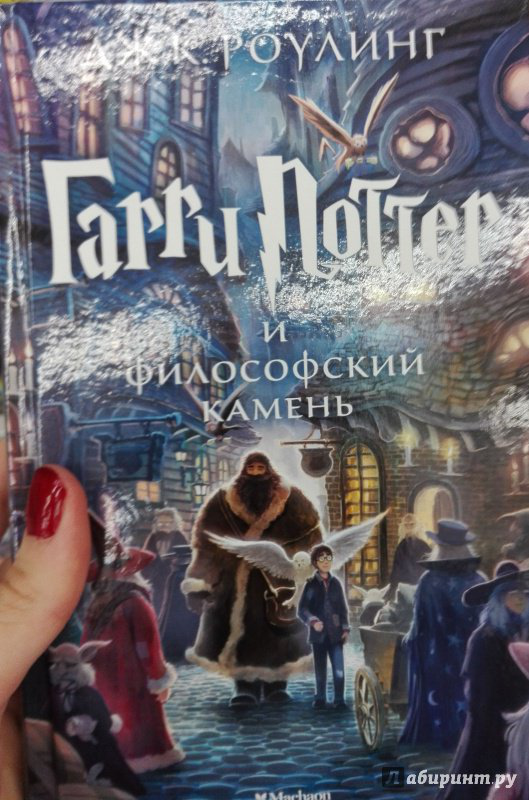 ДЖ.К. РОУЛИНГ
Гарри Поттер
и
философский
камень
Machaon
Лабиринт.ру